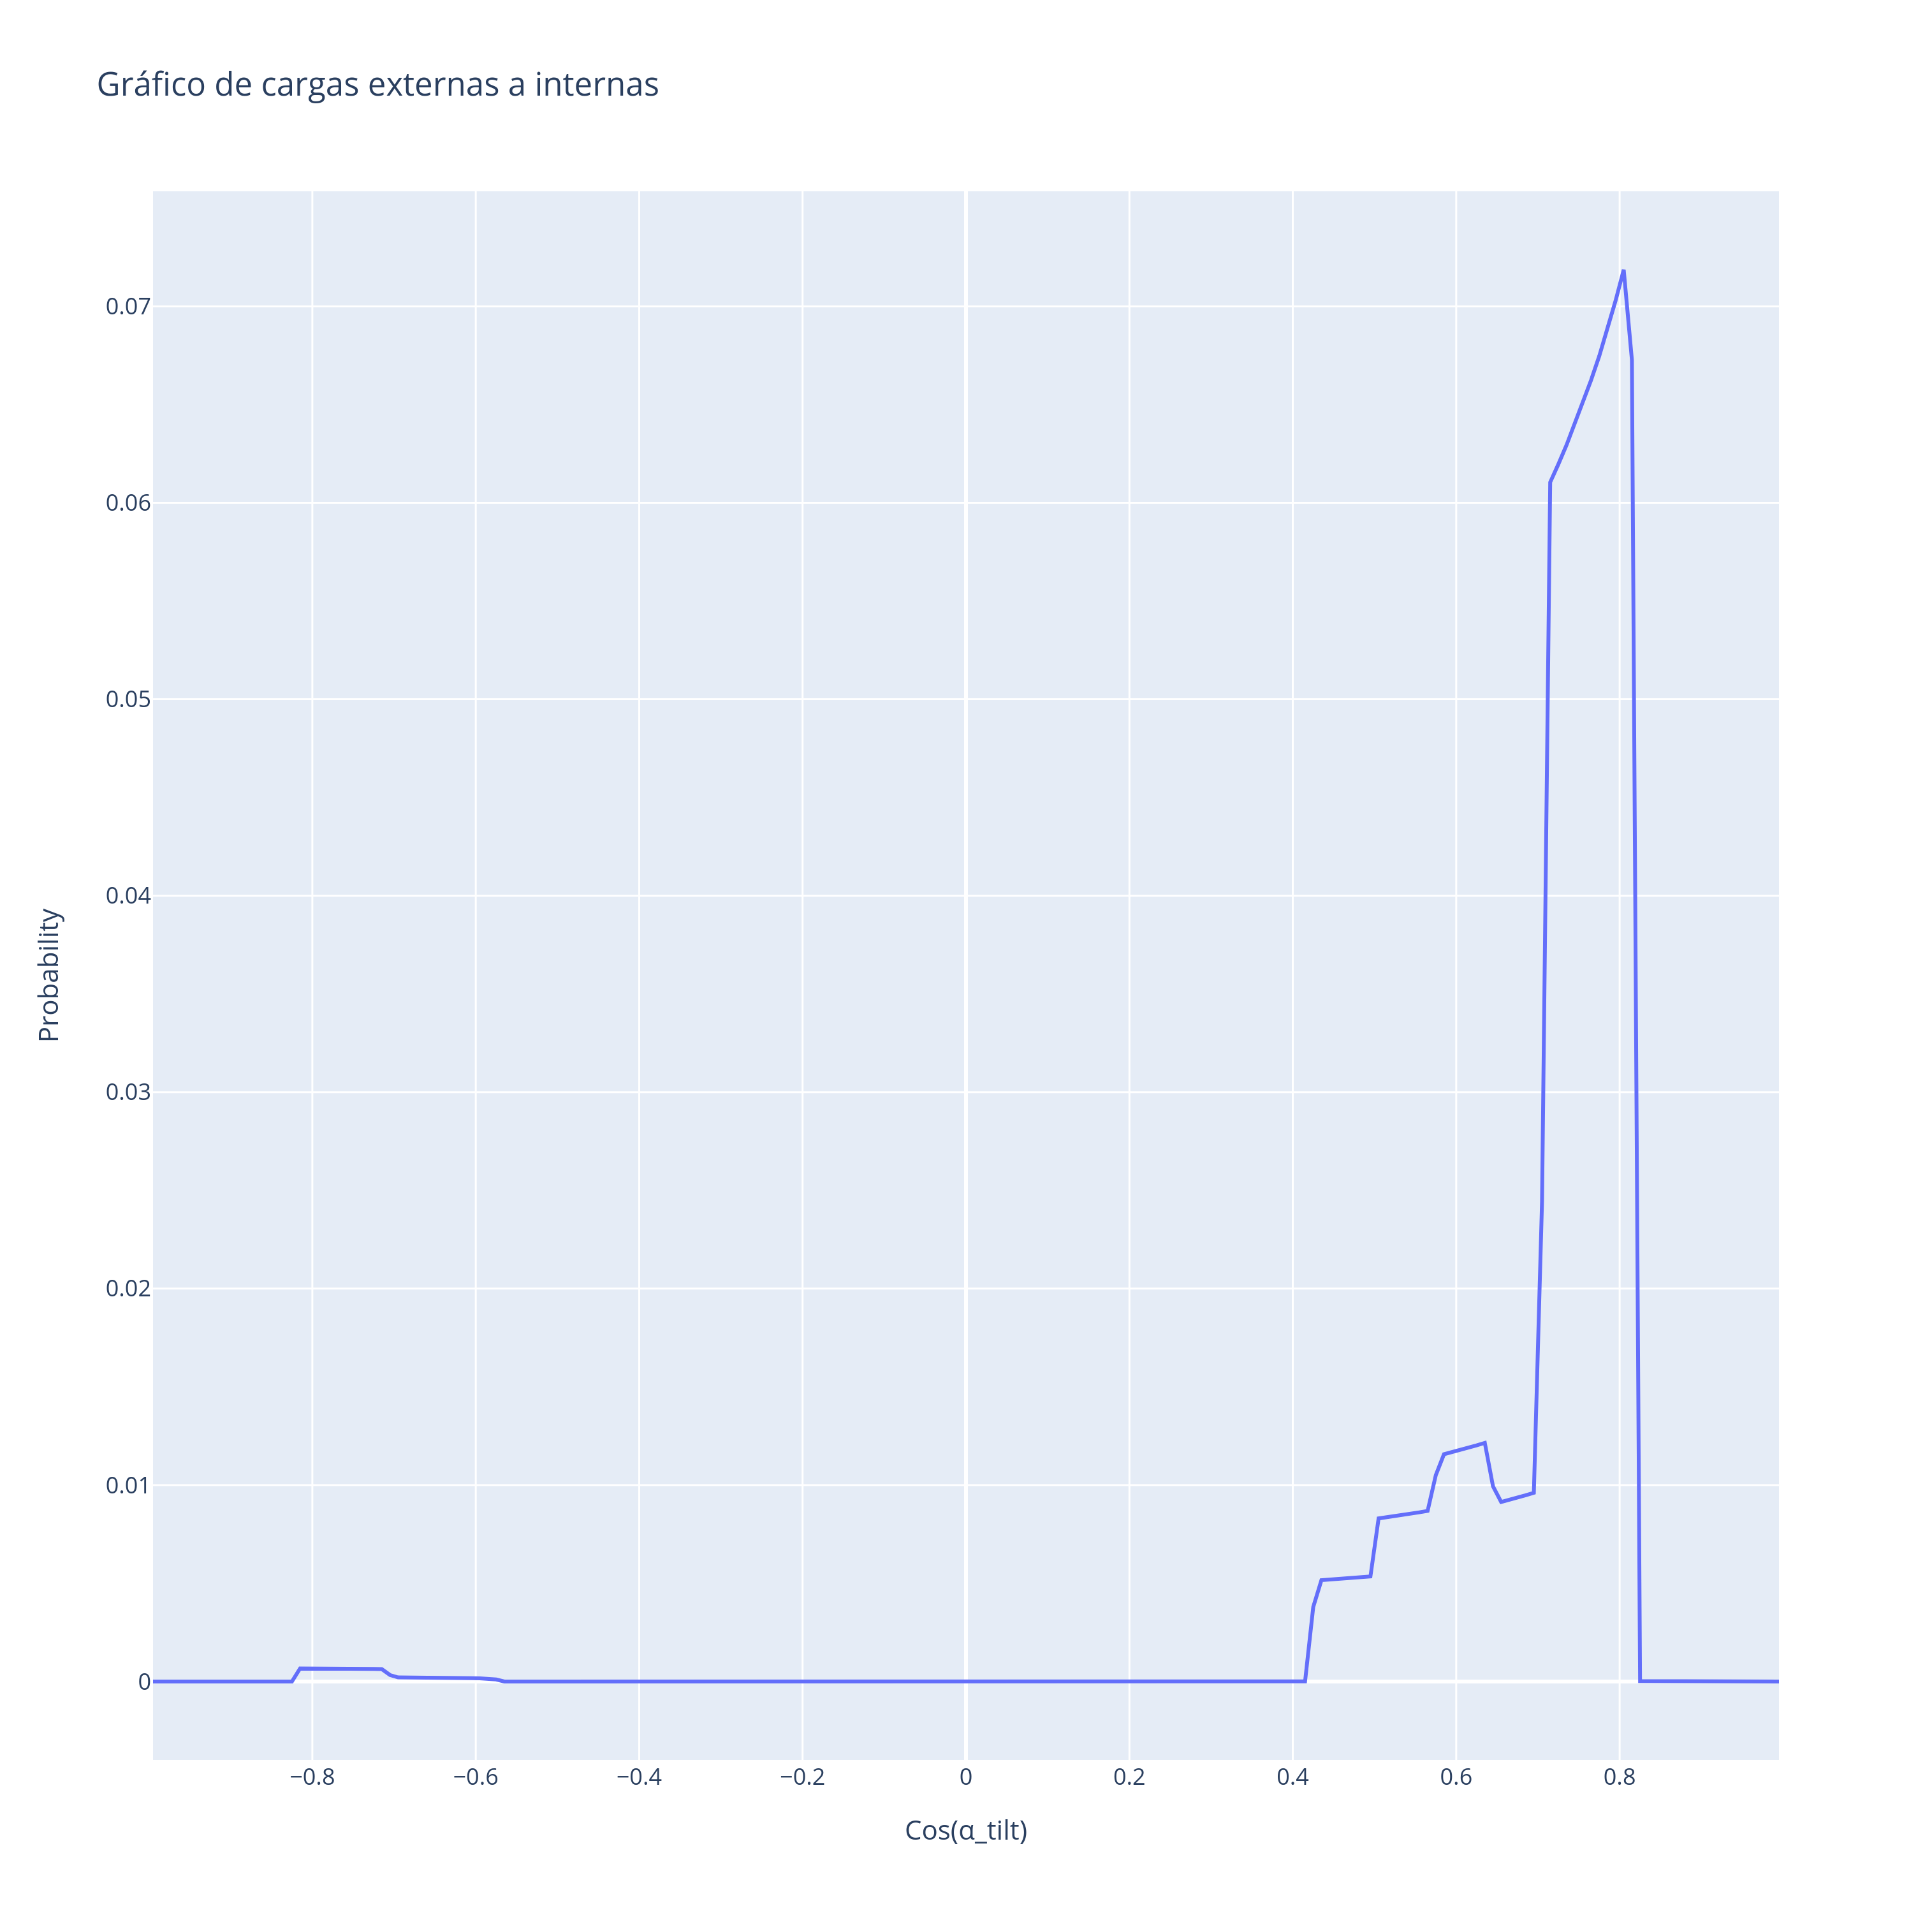 Gráfico de cargas externas a internas
0.07
0.06
0.05
0.04
0.03
0.02
0.01
0
Probability
−0.8 −0.6 −0.4 −0.2 0 0.2 0.4 0.6 0.8
Cos(α_tilt)